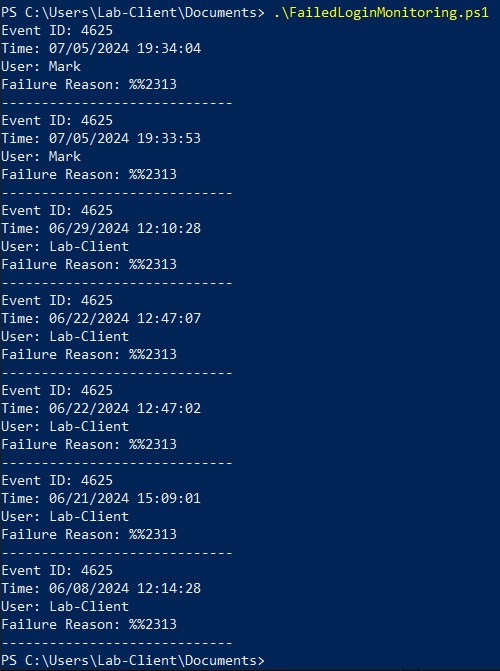 PS C:\Users\Lab-Client\Documents> .\FailedLoginMonitoring.ps1
Event ID: 4625
Time: 07/05/2024 19:34:04
User: Mark
Failure Reason: %%2313
------------------------------
Event ID: 4625
Time: 07/05/2024 19:33:53
User: Mark
Failure Reason: %%2313
------------------------------
Event ID: 4625
Time: 06/29/2024 12:10:28
User: Lab-Client
Failure Reason: %%2313
------------------------------
Event ID: 4625
Time: 06/22/2024 12:47:07
User: Lab-Client
Failure Reason: %%2313
------------------------------
Event ID: 4625
Time: 06/22/2024 12:47:02
User: Lab-Client
Failure Reason: %%2313
------------------------------
Event ID: 4625
Time: 06/21/2024 15:09:01
User: Lab-Client
Failure Reason: %%2313
------------------------------
Event ID: 4625
Time: 06/08/2024 12:14:28
User: Lab-Client
Failure Reason: %%2313
------------------------------
PS C:\Users\Lab-Client\Documents>